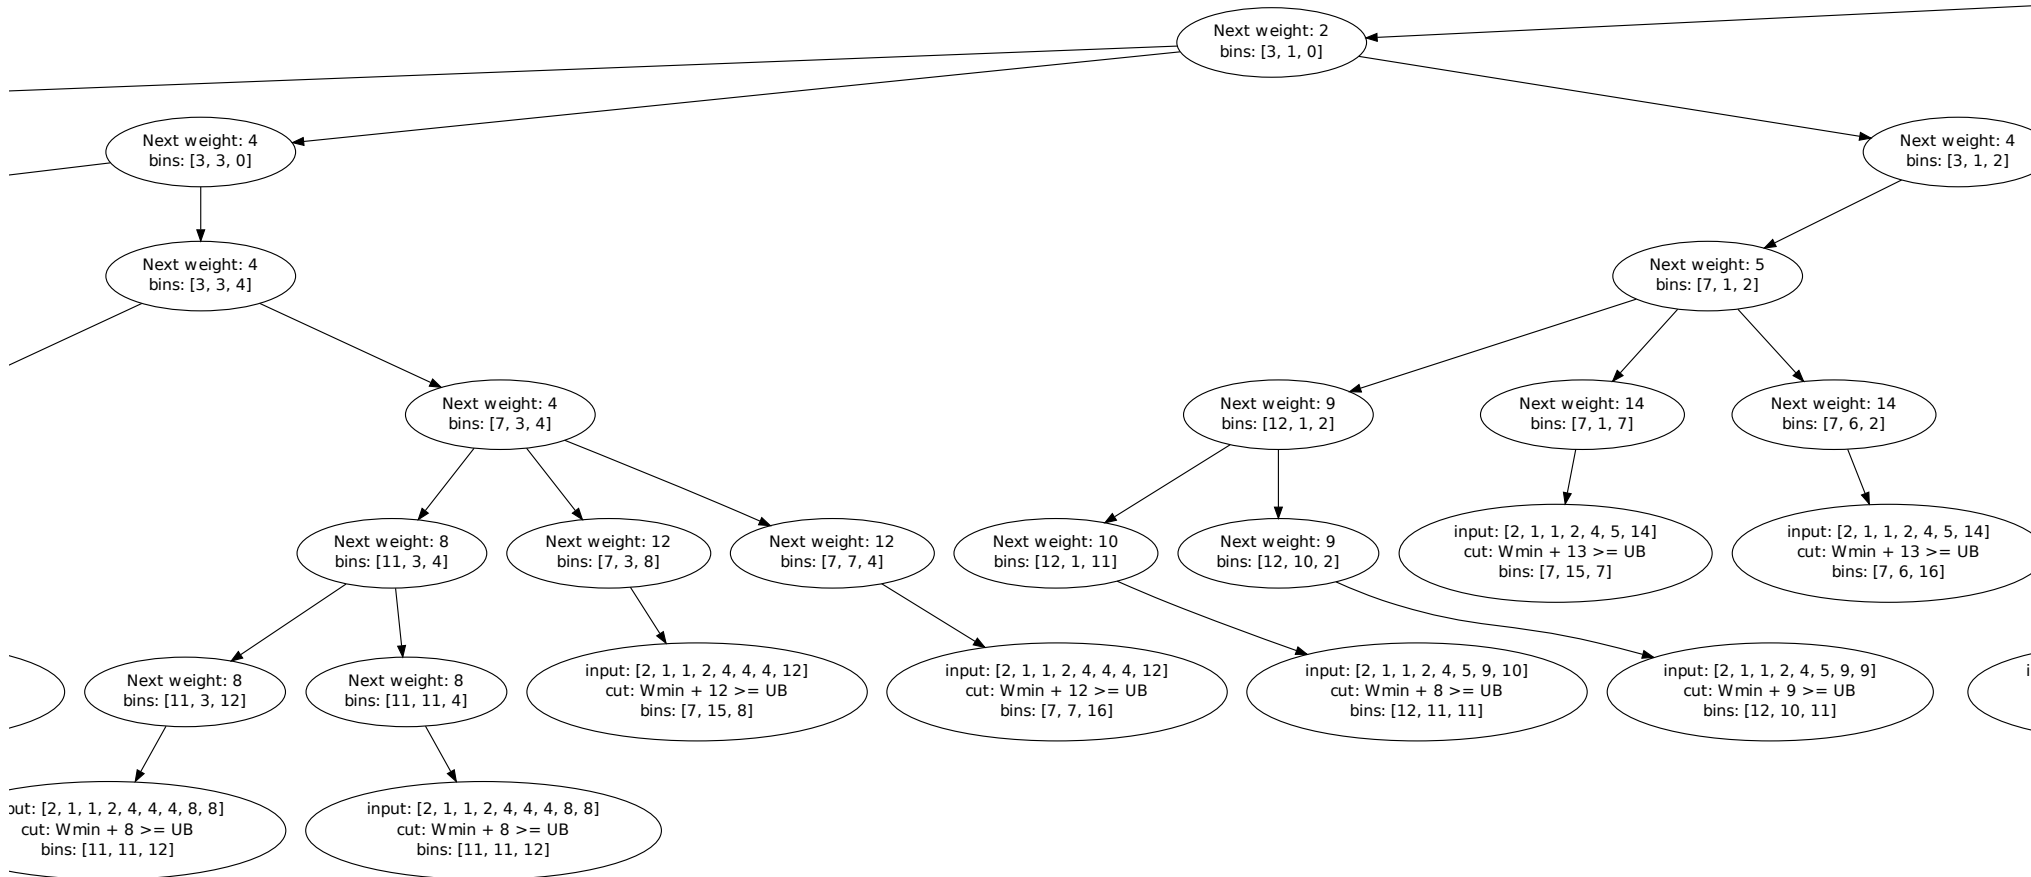 Next weight: 2
bins: [3, 1, 0]
Next weight: 4
bins: [3, 3, 0]
Next weight: 4
bins: [3, 1, 2]
Next weight: 4
bins: [3, 3, 4]
Next weight: 5
bins: [7, 1, 2]
Next weight: 4
bins: [7, 3, 4]
Next weight: 9
bins: [12, 1, 2]
Next weight: 14
bins: [7, 1, 7]
Next weight: 14
bins: [7, 6, 2]
Next weight: 8
bins: [11, 3, 4]
Next weight: 12
bins: [7, 3, 8]
Next weight: 12
bins: [7, 7, 4]
Next weight: 10
bins: [12, 1, 11]
Next weight: 9
bins: [12, 10, 2]
input: [2, 1, 1, 2, 4, 5, 14]
cut: Wmin + 13 >= UB
bins: [7, 15, 7]
input: [2, 1, 1, 2, 4, 5, 14]
cut: Wmin + 13 >= UB
bins: [7, 6, 16]
Next weight: 8
bins: [11, 3, 12]
Next weight: 8
bins: [11, 11, 4]
input: [2, 1, 1, 2, 4, 4, 4, 12]
cut: Wmin + 12 >= UB
bins: [7, 15, 8]
input: [2, 1, 1, 2, 4, 4, 4, 12]
cut: Wmin + 12 >= UB
bins: [7, 7, 16]
input: [2, 1, 1, 2, 4, 5, 9, 10]
cut: Wmin + 8 >= UB
bins: [12, 11, 11]
input: [2, 1, 1, 2, 4, 5, 9, 9]
cut: Wmin + 9 >= UB
bins: [12, 10, 11]
[2, 1, 1, 2, 4, 4, 4, 8, 8]
cut: Wmin + 8 >= UB
bins: [11, 11, 12]
input: [2, 1, 1, 2, 4, 4, 4, 8, 8]
cut: Wmin + 8 >= UB
bins: [11, 11, 12]